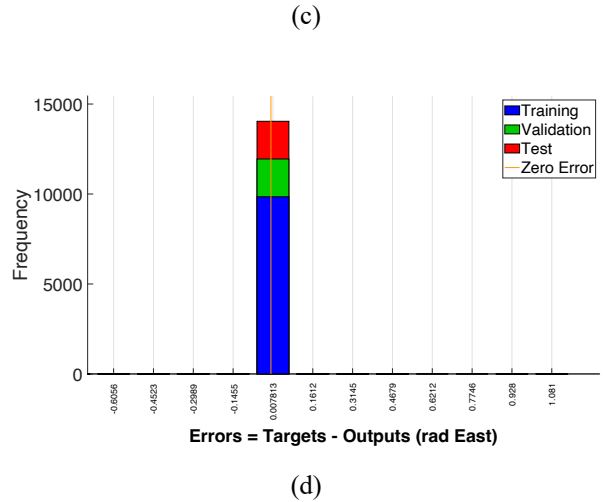 (c)
15000
10000
5000
0
Frequency
Training
Validation
Test
Zero Error
-0.6056
-0.4523
-0.2989
-0.1455
0.007813
0.1612
0.3145
0.4679
0.6212
0.7746
0.928
1.081
Errors = Targets - Outputs (rad East)
(d)